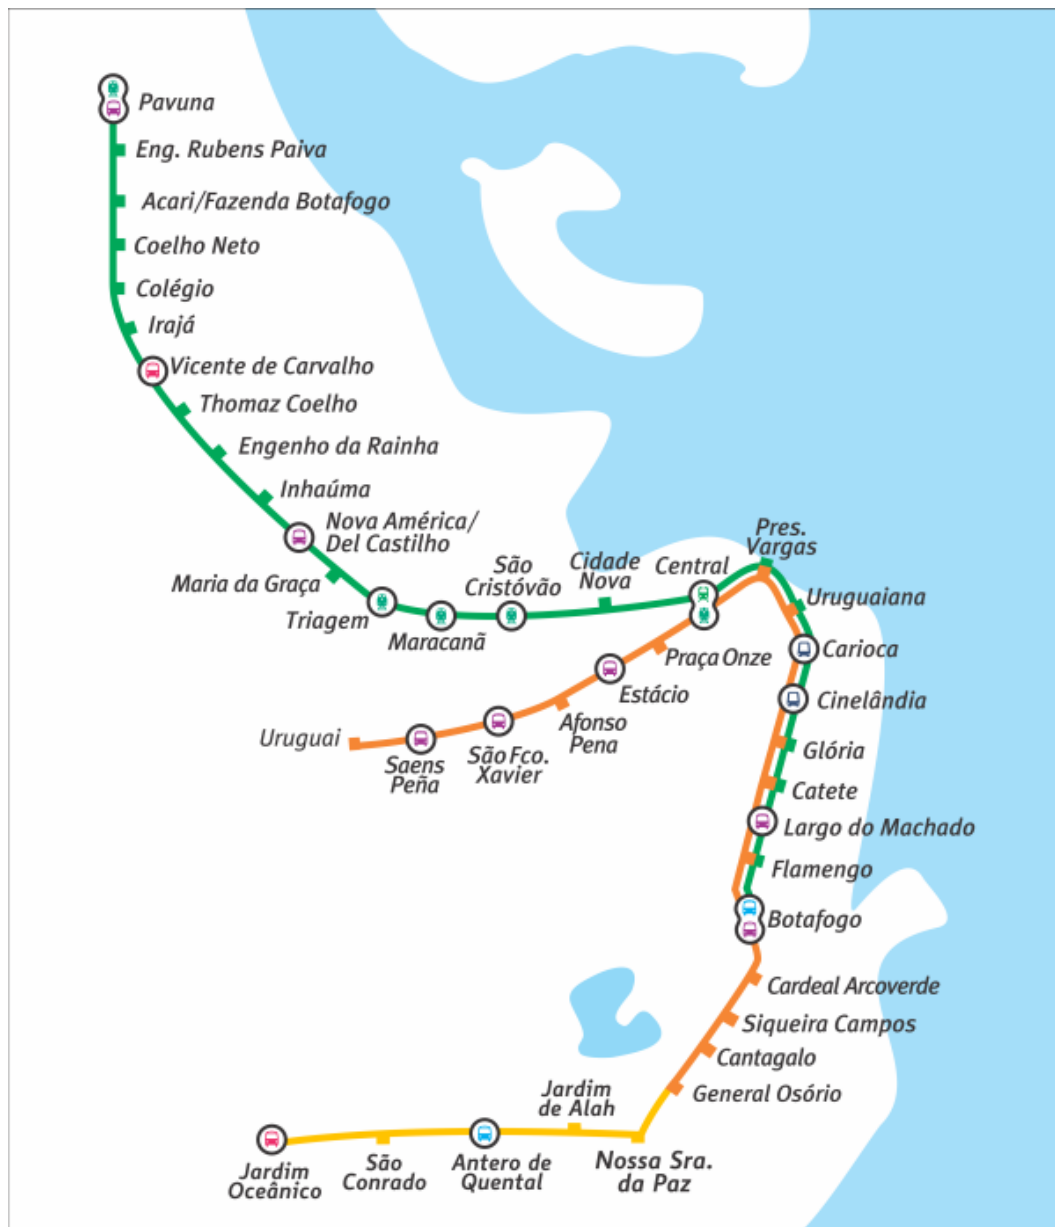 Pavuna
Eng. Rubens Paiva
Acari/Fazenda Botafogo
Coelho Neto
Colégio
Irajá
Vicente de Carvalho
Thomaz Coelho
Engenho da Rainha
Inhaúma
Nova América/
Del Castilho
Maria da Graça
Triagem
Maracanã
São
Cristóvão
Cidade
Nova
Central
Pres.
Vargas
Uruguaiana
Carioca
Cinelândia
Glória
Catete
Largo do Machado
Flamengo
Botafogo
Praça Onze
Estácio
Afonso
Pena
São Fco.
Xavier
Saens
Peña
Uruguai
Cardeal Arcoverde
Siqueira Campos
Cantagalo
General Osório
Nossa Sra.
da Paz
Jardim
de Alah
Antero de
Quental
São
Conrado
Jardim
Oceânico